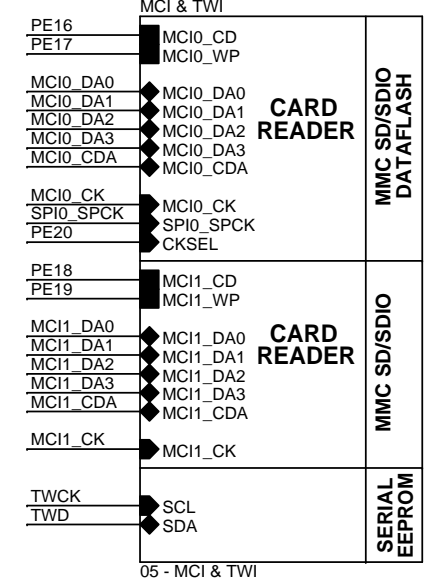 MCI & TWI
PE16 MCI0_CD
PE17 MCI0_WP
MCI0_DA0 MCI0_DA0
MCI0_DA1 MCI0_DA1
MCI0_DA2 MCI0_DA2
MCI0_DA3 MCI0_DA3
MCI0_CDA MCI0_CDA
CARD
READER
MMC SD/SDIO
DATAFLASH
MCI0_CK MCI0_CK
SPI0_SPCK SPI0_SPCK
PE20 CKSEL
PE18 MCI1_CD
PE19 MCI1_WP
MCI1_DA0 MCI1_DA0
MCI1_DA1 MCI1_DA1
MCI1_DA2 MCI1_DA2
MCI1_DA3 MCI1_DA3
MCI1_CDA MCI1_CDA
CARD
READER
MMC SD/SDIO
MCI1_CK MCI1_CK
TWCK SCL
TWD SDA
SERIAL
EEPROM
05 - MCI & TWI